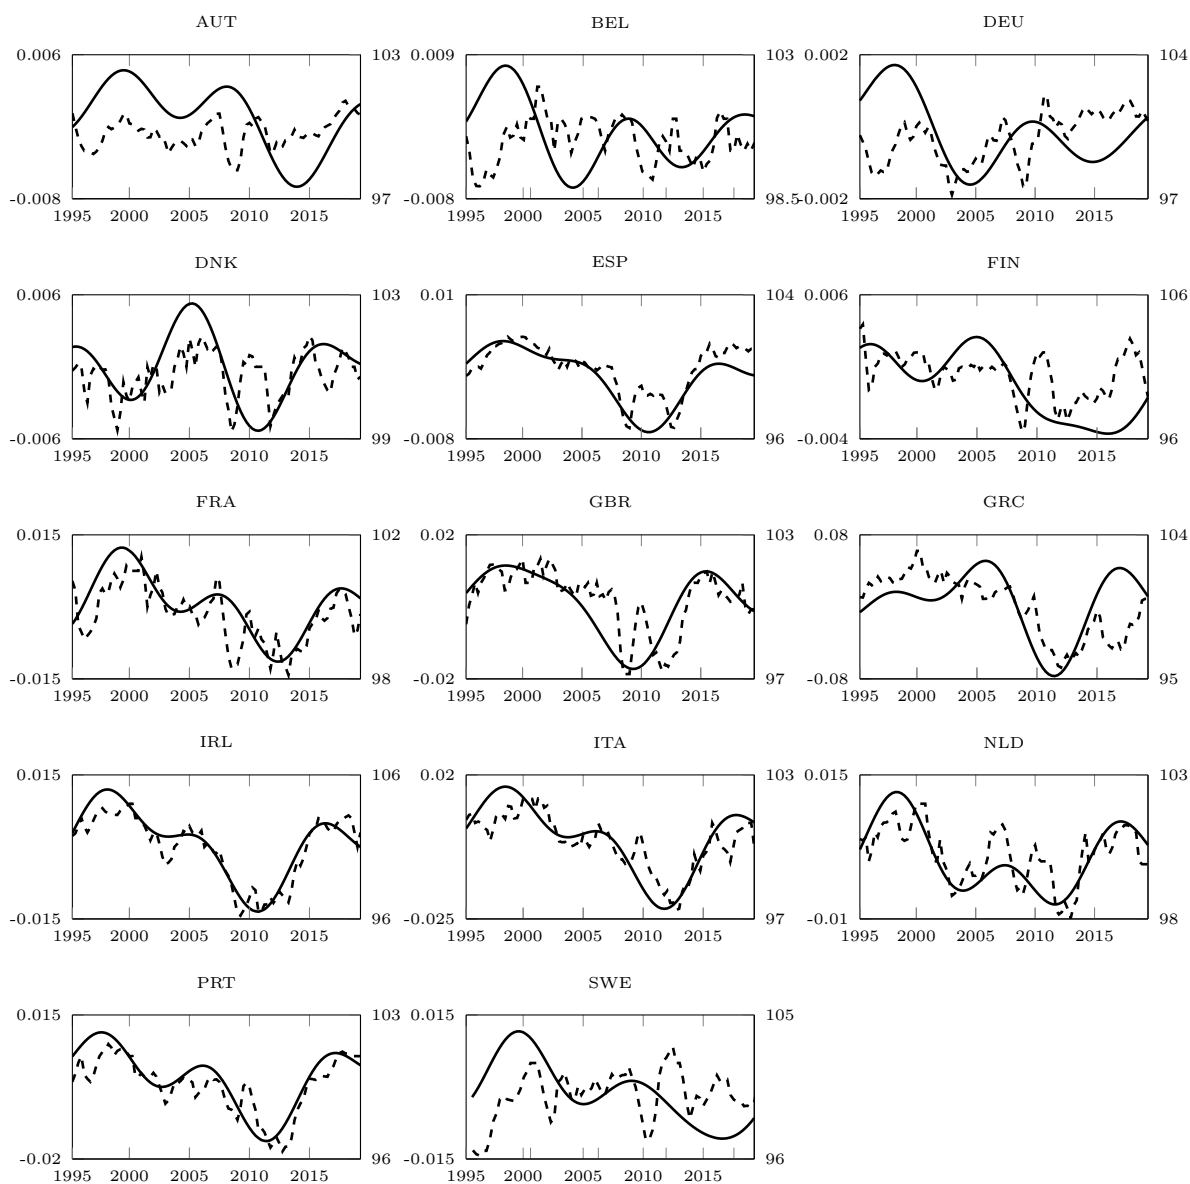 AUT BEL DEU
0.006 103 0.009 103 0.002 104
-0.008 97 -0.008 98.5 -0.002 97
1995 2000 2005 2010 2015 1995 2000 2005 2010 2015 1995 2000 2005 2010 2015
DNK ESP FIN
0.006 103 0.01 104 0.006 106
-0.006 99 -0.008 96 -0.004 96
1995 2000 2005 2010 2015 1995 2000 2005 2010 2015 1995 2000 2005 2010 2015
FRA GBR GRC
0.015 102 0.02 103 0.08 104
-0.015 98 -0.02 97 -0.08 95
1995 2000 2005 2010 2015 1995 2000 2005 2010 2015 1995 2000 2005 2010 2015
IRL ITA NLD
0.015 106 0.02 103 0.015 103
-0.015 96 -0.025 97 -0.01 98
1995 2000 2005 2010 2015 1995 2000 2005 2010 2015 1995 2000 2005 2010 2015
PRT SWE
0.015 103 0.015 105
-0.02 96 -0.015 96
1995 2000 2005 2010 2015 1995 2000 2005 2010 2015